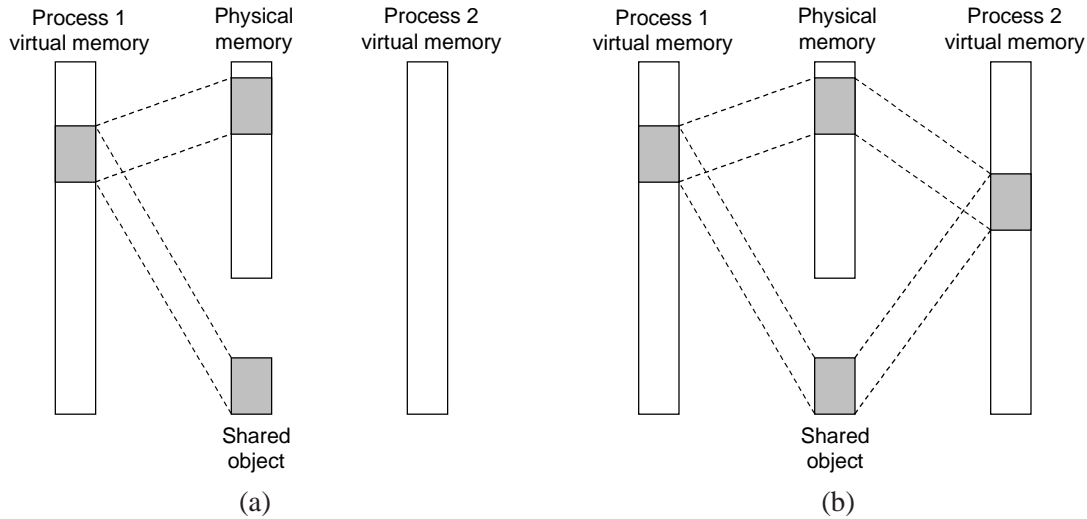 Process 1
virtual memory
Physical
memory
Process 2
virtual memory
Shared
object
(a)
Process 1
virtual memory
Physical
memory
Process 2
virtual memory
Shared
object
(b)